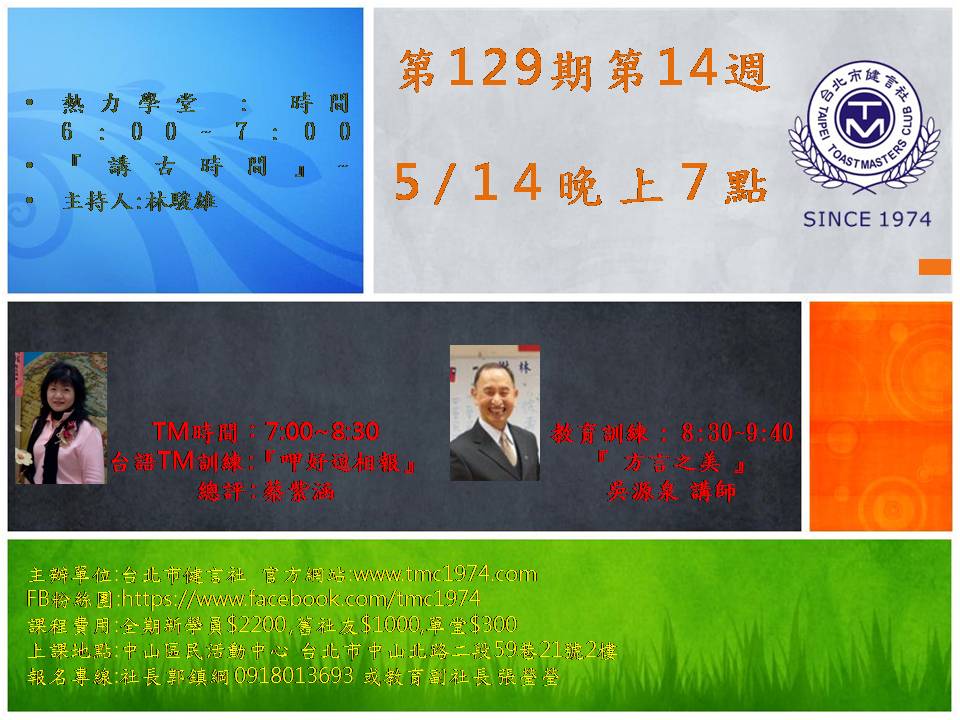 • 熱力學堂 : 時間
6:00~7:00
• 『講古時間』~
• 主持人:林駿雄
第129期第14週
5/14晚上7點
台北市健言社
TAIPEI TOASTMASTERS CLUB
TM
SINCE 1974
TM時間:7:00~8:30
台語TM訓練:『呷好逗相報』
總評:蔡紫涵
教育訓練: 8:30~9:40
『 方言之美 』
吳源泉 講師
主辦單位:台北市健言社 官方網站:www.tmc1974.com
FB粉絲團:https://www.facebook.com/tmc1974
課程費用:全期新學員$2200,舊社友$1000,單堂$300
上課地點:中山區民活動中心 台北市中山北路二段59巷21號2樓
報名專線:社長郭鎮綱0918013693 或教育副社長 張瑩瑩